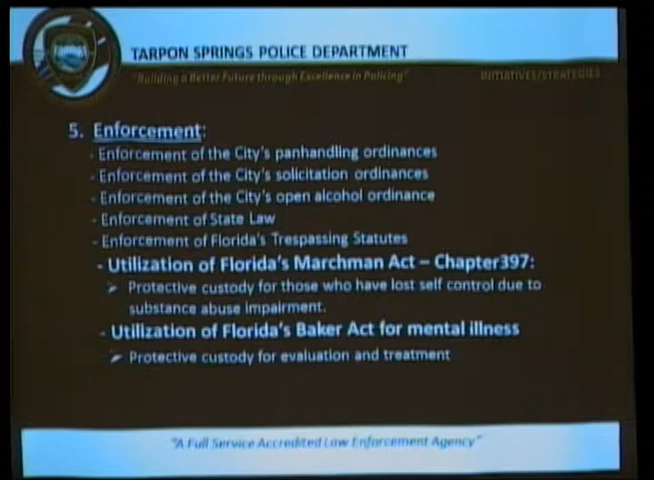 TARPON SPRINGS POLICE DEPARTMENT
"Building a Better Future through Excellence in Policing"
INITIATIVES/STRATEGIES
5. Enforcement:
- Enforcement of the City's panhandling ordinances
- Enforcement of the City's solicitation ordinances
- Enforcement of the City's open alcohol ordinance
- Enforcement of State Law
- Enforcement of Florida's Trespassing Statutes
- Utilization of Florida's Marchman Act – Chapter397:
➢ Protective custody for those who have lost self control due to
substance abuse impairment.
- Utilization of Florida's Baker Act for mental illness
➢ Protective custody for evaluation and treatment
"A Full Service Accredited Law Enforcement Agency"